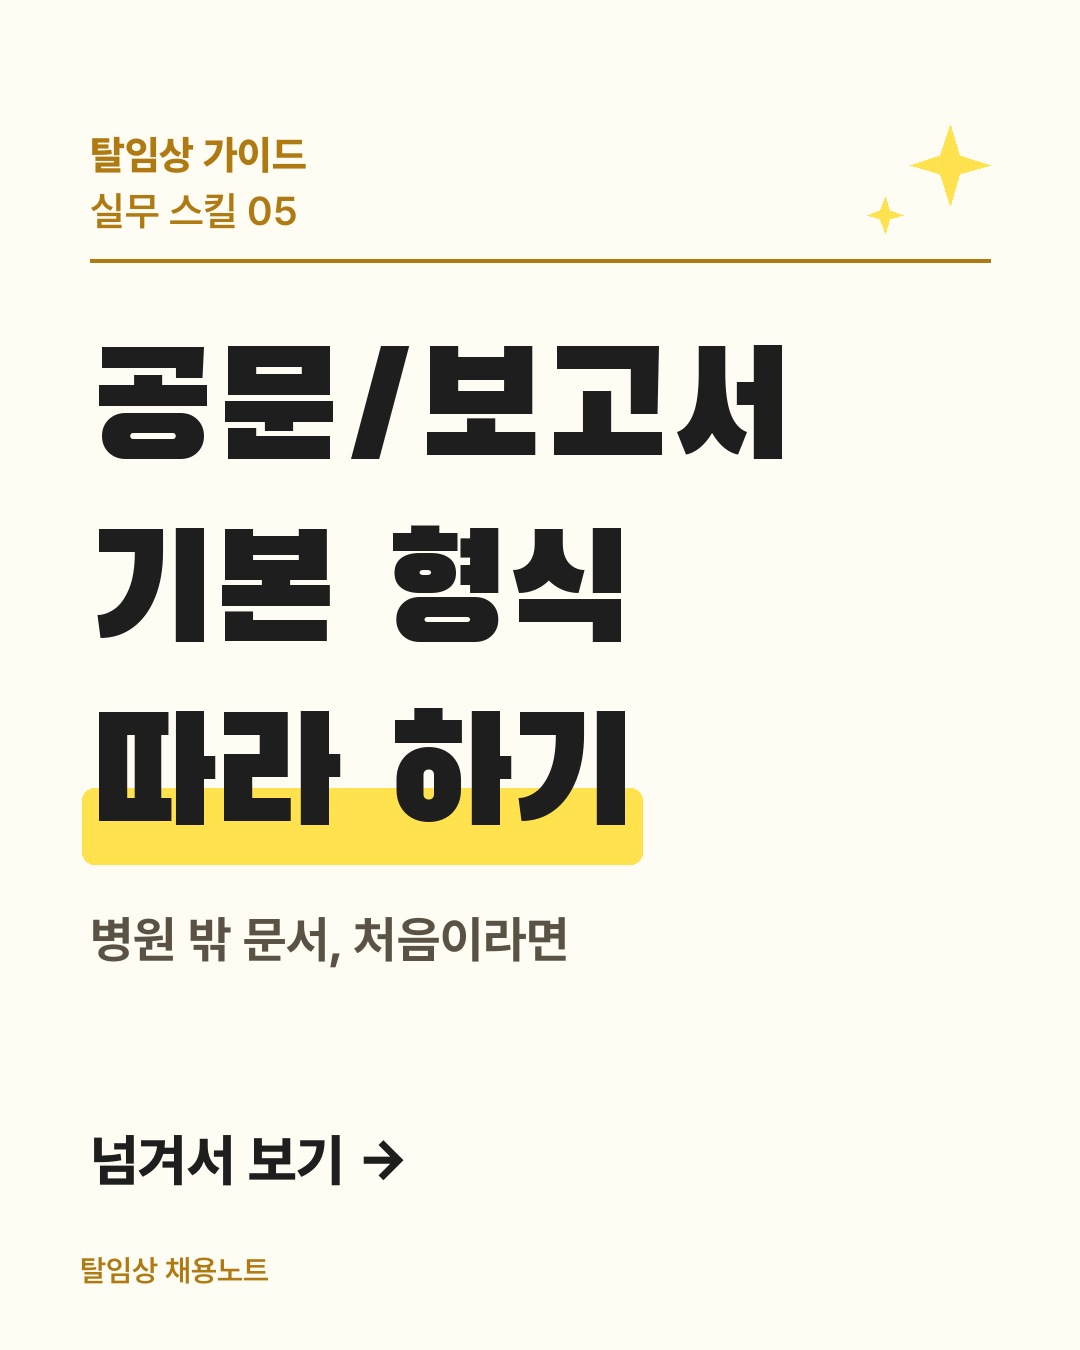 탈임상 가이드
실무 스킬 05
공문/보고서
기본 형식
따라 하기
병원 밖 문서, 처음이라면
넘겨서 보기 →
탈임상 채용노트